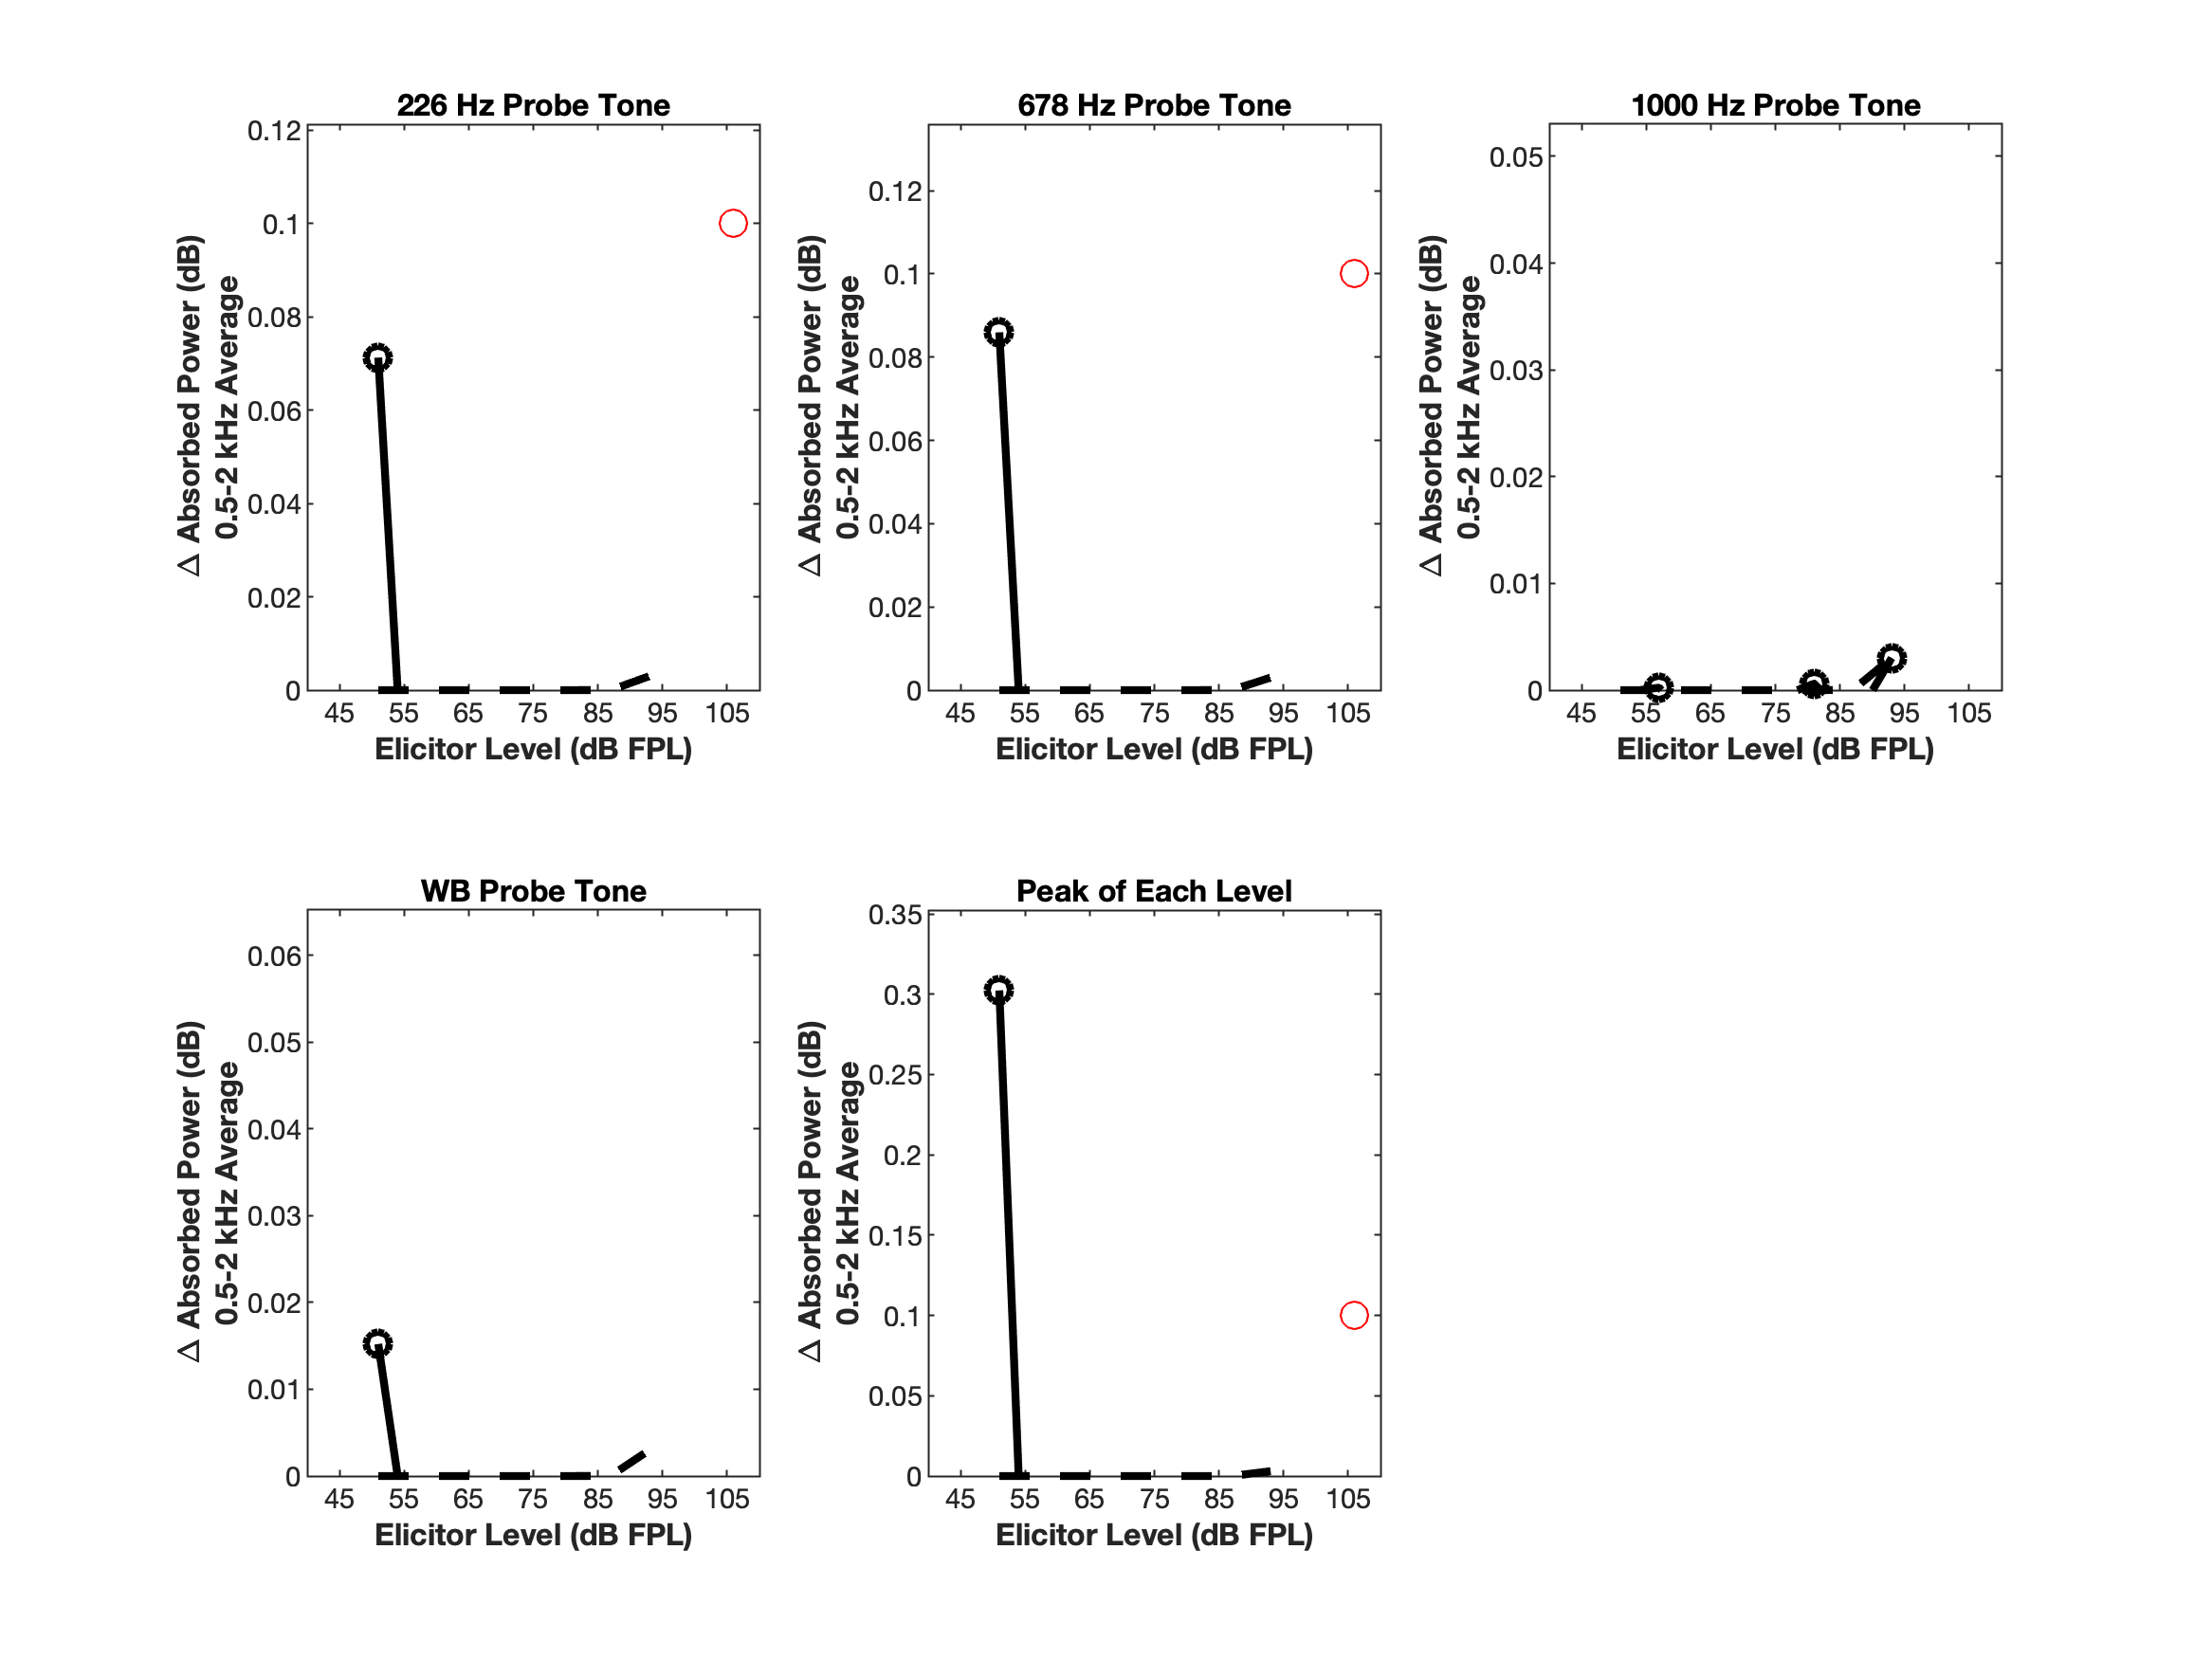 226 Hz Probe Tone
0.12
0.1
0.08
0.06
0.04
0.02
0
45 55 65 75 85 95 105
Elicitor Level (dB FPL)
Δ Absorbed Power (dB)
0.5-2 kHz Average
678 Hz Probe Tone
0.12
0.1
0.08
0.06
0.04
0.02
0
45 55 65 75 85 95 105
Elicitor Level (dB FPL)
Δ Absorbed Power (dB)
0.5-2 kHz Average
1000 Hz Probe Tone
0.05
0.04
0.03
0.02
0.01
0
45 55 65 75 85 95 105
Elicitor Level (dB FPL)
Δ Absorbed Power (dB)
0.5-2 kHz Average
WB Probe Tone
0.06
0.05
0.04
0.03
0.02
0.01
0
45 55 65 75 85 95 105
Elicitor Level (dB FPL)
Δ Absorbed Power (dB)
0.5-2 kHz Average
Peak of Each Level
0.35
0.3
0.25
0.2
0.15
0.1
0.05
0
45 55 65 75 85 95 105
Elicitor Level (dB FPL)
Δ Absorbed Power (dB)
0.5-2 kHz Average